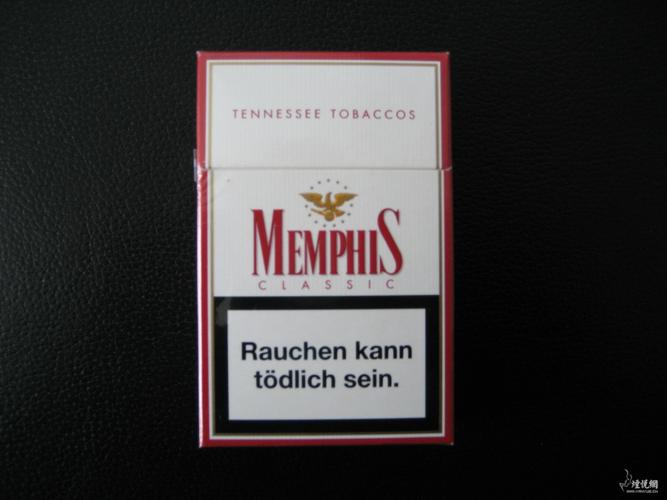 TENNESSEE TOBACCOS
MEMPHIS
CLASSIC
Rauchen kann
tödlich sein.